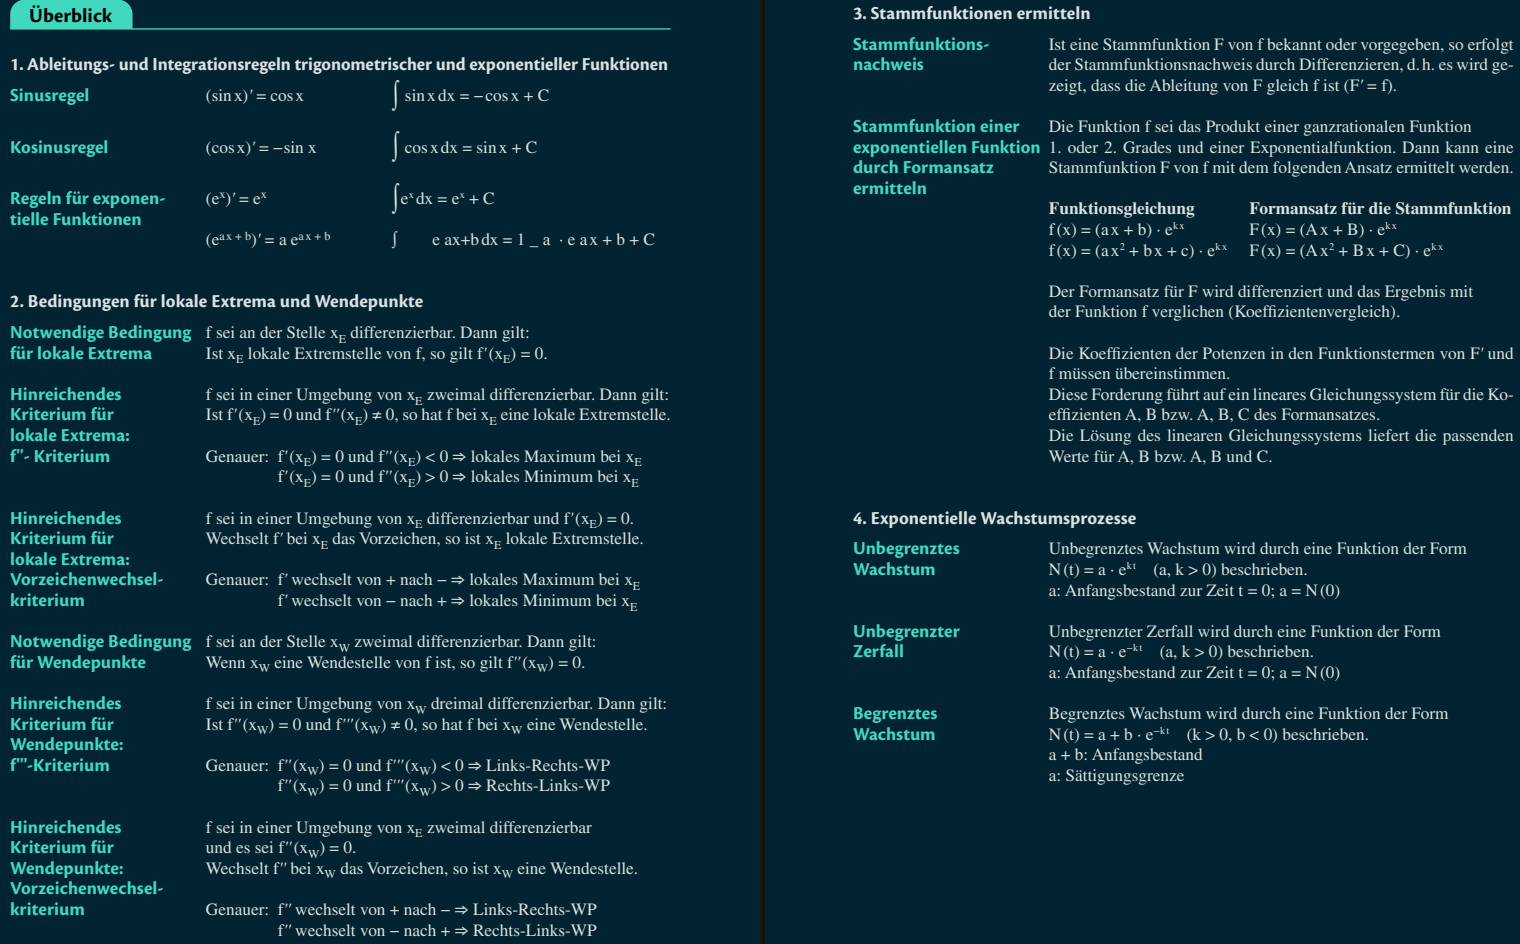 Überblick
1. Ableitungs- und Integrationsregeln trigonometrischer und exponentieller Funktionen
Sinusregel (sin x)′ = cos x ∫ sin x dx = −cos x + C
Kosinusregel (cos x)′ = −sin x ∫ cos x dx = sin x + C
Regeln für exponen- (eˣ)′ = eˣ ∫ eˣ dx = eˣ + C
tielle Funktionen
(e^(ax + b))′ = a e^(ax + b) ∫ e ax+b dx = 1 _ a · e a x + b + C
2. Bedingungen für lokale Extrema und Wendepunkte
Notwendige Bedingung f sei an der Stelle x_E differenzierbar. Dann gilt:
für lokale Extrema Ist x_E lokale Extremstelle von f, so gilt f′(x_E) = 0.
Hinreichendes f sei in einer Umgebung von x_E zweimal differenzierbar. Dann gilt:
Kriterium für Ist f′(x_E) = 0 und f″(x_E) ≠ 0, so hat f bei x_E eine lokale Extremstelle.
lokale Extrema:
f"- Kriterium Genauer: f′(x_E) = 0 und f″(x_E) < 0 ⇒ lokales Maximum bei x_E
f′(x_E) = 0 und f″(x_E) > 0 ⇒ lokales Minimum bei x_E
Hinreichendes f sei in einer Umgebung von x_E differenzierbar und f′(x_E) = 0.
Kriterium für Wechselt f′ bei x_E das Vorzeichen, so ist x_E lokale Extremstelle.
lokale Extrema:
Vorzeichenwechsel- Genauer: f′ wechselt von + nach − ⇒ lokales Maximum bei x_E
kriterium f′ wechselt von − nach + ⇒ lokales Minimum bei x_E
Notwendige Bedingung f sei an der Stelle x_W zweimal differenzierbar. Dann gilt:
für Wendepunkte Wenn x_W eine Wendestelle von f ist, so gilt f″(x_W) = 0.
Hinreichendes f sei in einer Umgebung von x_W dreimal differenzierbar. Dann gilt:
Kriterium für Ist f″(x_W) = 0 und f‴(x_W) ≠ 0, so hat f bei x_W eine Wendestelle.
Wendepunkte:
f'''-Kriterium Genauer: f″(x_W) = 0 und f‴(x_W) < 0 ⇒ Links-Rechts-WP
f″(x_W) = 0 und f‴(x_W) > 0 ⇒ Rechts-Links-WP
Hinreichendes f sei in einer Umgebung von x_E zweimal differenzierbar
Kriterium für und es sei f″(x_W) = 0.
Wendepunkte: Wechselt f″ bei x_W das Vorzeichen, so ist x_W eine Wendestelle.
Vorzeichenwechsel-
kriterium Genauer: f″ wechselt von + nach − ⇒ Links-Rechts-WP
f″ wechselt von − nach + ⇒ Rechts-Links-WP
3. Stammfunktionen ermitteln
Stammfunktions- Ist eine Stammfunktion F von f bekannt oder vorgegeben, so erfolgt
nachweis der Stammfunktionsnachweis durch Differenzieren, d. h. es wird ge-
zeigt, dass die Ableitung von F gleich f ist (F′ = f).
Stammfunktion einer Die Funktion f sei das Produkt einer ganzrationalen Funktion
exponentiellen Funktion 1. oder 2. Grades und einer Exponentialfunktion. Dann kann eine
durch Formansatz Stammfunktion F von f mit dem folgenden Ansatz ermittelt werden.
ermitteln
Funktionsgleichung Formansatz für die Stammfunktion
f(x) = (a x + b) · e^(kx) F(x) = (A x + B) · e^(kx)
f(x) = (a x² + b x + c) · e^(kx) F(x) = (A x² + B x + C) · e^(kx)
Der Formansatz für F wird differenziert und das Ergebnis mit
der Funktion f verglichen (Koeffizientenvergleich).
Die Koeffizienten der Potenzen in den Funktionstermen von F′ und
f müssen übereinstimmen.
Diese Forderung führt auf ein lineares Gleichungssystem für die Ko-
effizienten A, B bzw. A, B, C des Formansatzes.
Die Lösung des linearen Gleichungssystems liefert die passenden
Werte für A, B bzw. A, B und C.
4. Exponentielle Wachstumsprozesse
Unbegrenztes Unbegrenztes Wachstum wird durch eine Funktion der Form
Wachstum N(t) = a · e^(kt) (a, k > 0) beschrieben.
a: Anfangsbestand zur Zeit t = 0; a = N(0)
Unbegrenzter Unbegrenzter Zerfall wird durch eine Funktion der Form
Zerfall N(t) = a · e^(−kt) (a, k > 0) beschrieben.
a: Anfangsbestand zur Zeit t = 0; a = N(0)
Begrenztes Begrenztes Wachstum wird durch eine Funktion der Form
Wachstum N(t) = a + b · e^(−kt) (k > 0, b < 0) beschrieben.
a + b: Anfangsbestand
a: Sättigungsgrenze